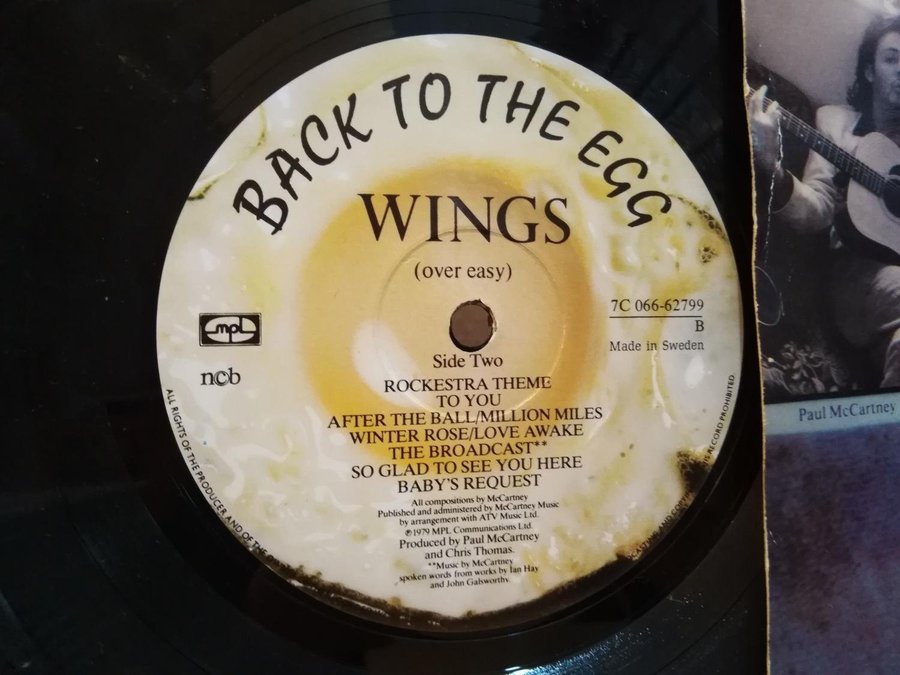 BACK TO THE EGG
WINGS
(over easy)
mpl
ncb
7C 066-62799
B
Made in Sweden
Side Two
ROCKESTRA THEME
TO YOU
AFTER THE BALL/MILLION MILES
WINTER ROSE/LOVE AWAKE
THE BROADCAST**
SO GLAD TO SEE YOU HERE
BABY'S REQUEST
All compositions by McCartney
Published and administered by McCartney Music
by arrangement with ATV Music Ltd.
℗1979 MPL Communications Ltd.
Produced by Paul McCartney
and Chris Thomas.
**Music by McCartney
spoken words from works by Ian Hay
and John Galsworthy.
ALL RIGHTS OF THE PRODUCER AND OF THE
RECORD PROHIBITED
Paul McCartney